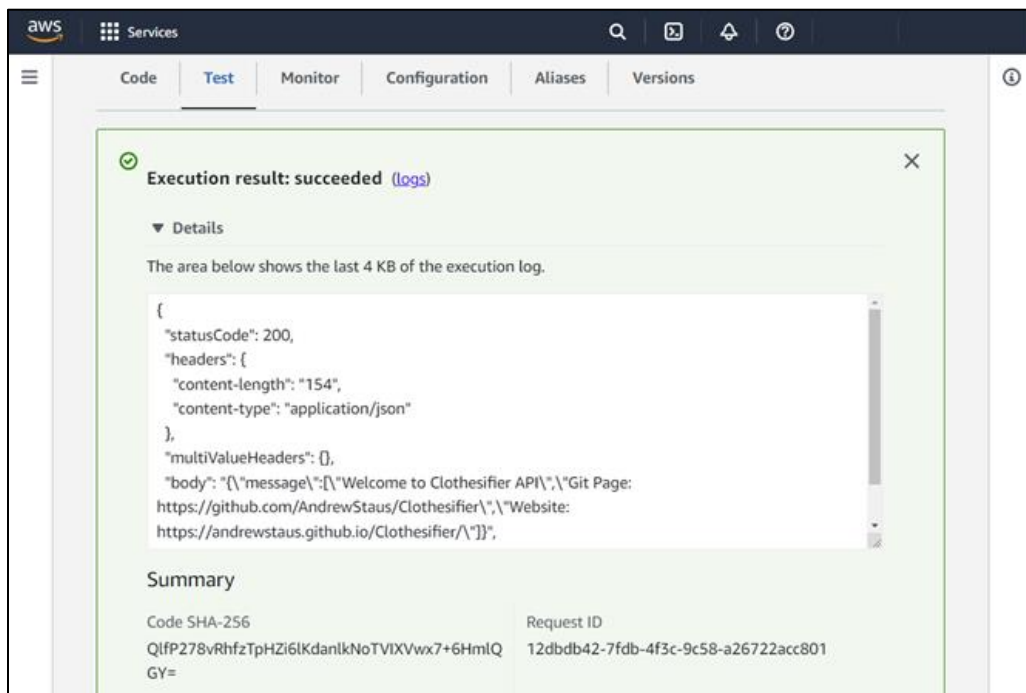 aws
Services
Code
Test
Monitor
Configuration
Aliases
Versions
Execution result: succeeded (logs)
Details
The area below shows the last 4 KB of the execution log.
{
"statusCode": 200,
"headers": {
"content-length": "154",
"content-type": "application/json"
},
"multiValueHeaders": {},
"body": "{\"message\":[\"Welcome to Clothesifier API\",\"Git Page:
https://github.com/AndrewStaus/Clothesifier\",\"Website:
https://andrewstaus.github.io/Clothesifier/\"]}",
Summary
Code SHA-256
QlfP278vRhfzTpHZi6lKdanlkNoTVIXVwx7+6HmlQ
GY=
Request ID
12dbdb42-7fdb-4f3c-9c58-a26722acc801